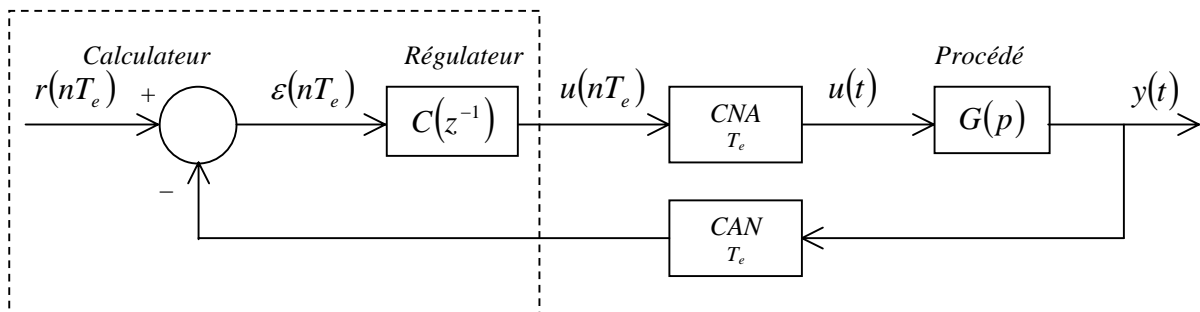 Calculateur
Régulateur
Procédé
r(nTₑ)
+
−
ε(nTₑ)
C(z⁻¹)
u(nTₑ)
CNA
Tₑ
u(t)
G(p)
y(t)
CAN
Tₑ